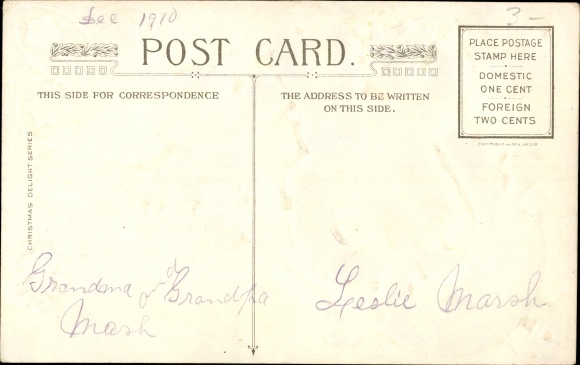 Dec 1910
3-
POST CARD.
PLACE POSTAGE
STAMP HERE
DOMESTIC
ONE CENT
FOREIGN
TWO CENTS
THIS SIDE FOR CORRESPONDENCE
THE ADDRESS TO BE WRITTEN
ON THIS SIDE.
CHRISTMAS DELIGHT SERIES
Grandma & Grandpa
Mash
Leslie Marsh